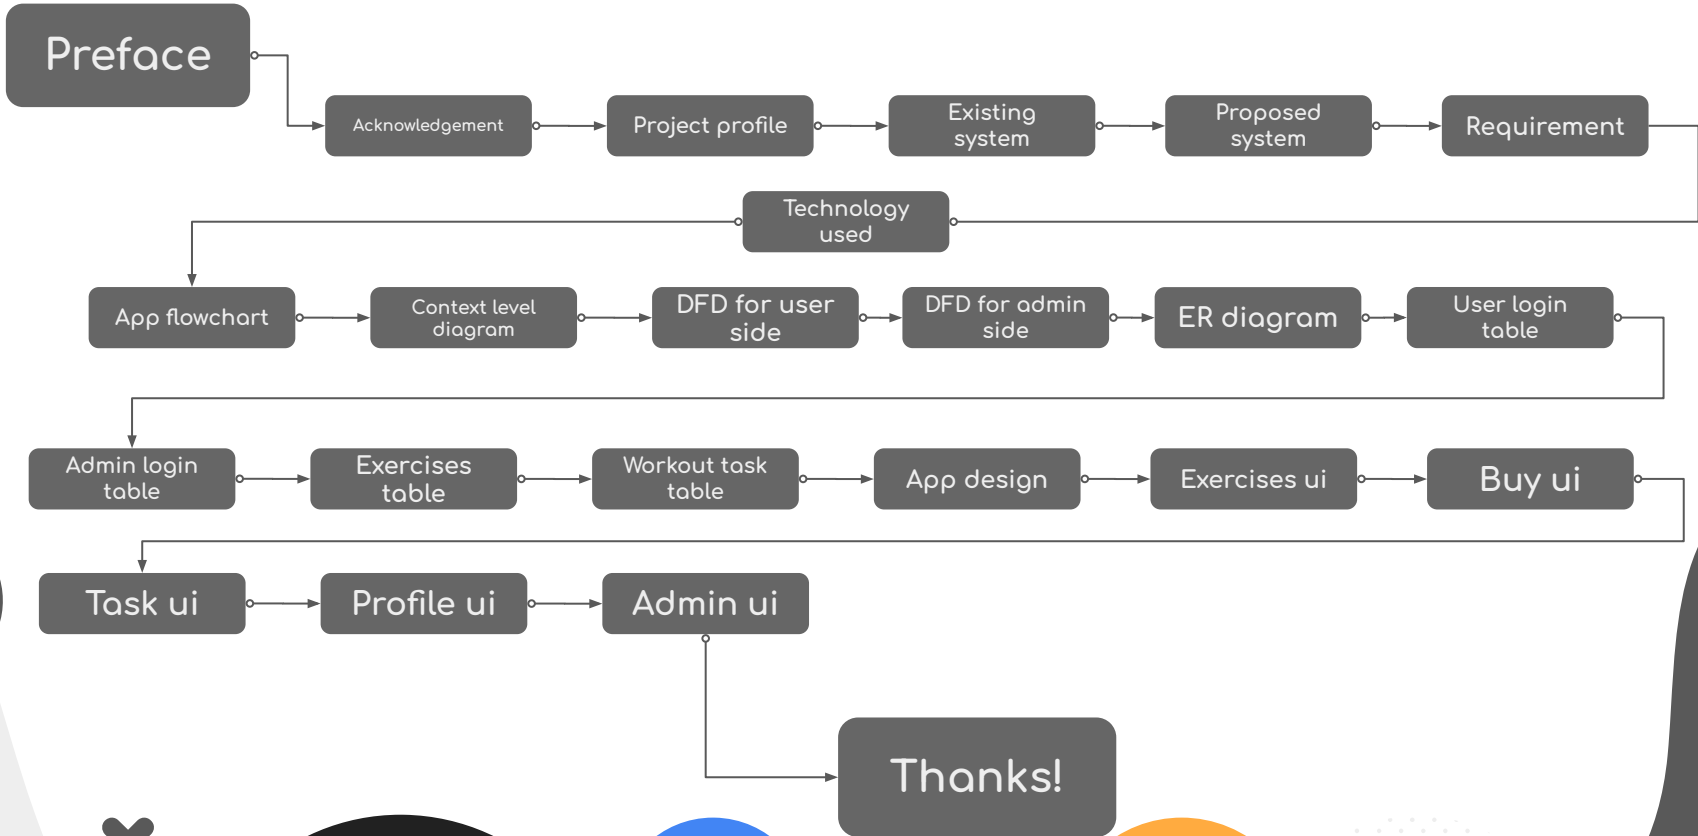 Preface
Acknowledgement
Project profile
Existing
system
Proposed
system
Requirement
Technology
used
App flowchart
Context level
diagram
DFD for user
side
DFD for admin
side
ER diagram
User login
table
Admin login
table
Exercises
table
Workout task
table
App design
Exercises ui
Buy ui
Task ui
Profile ui
Admin ui
Thanks!